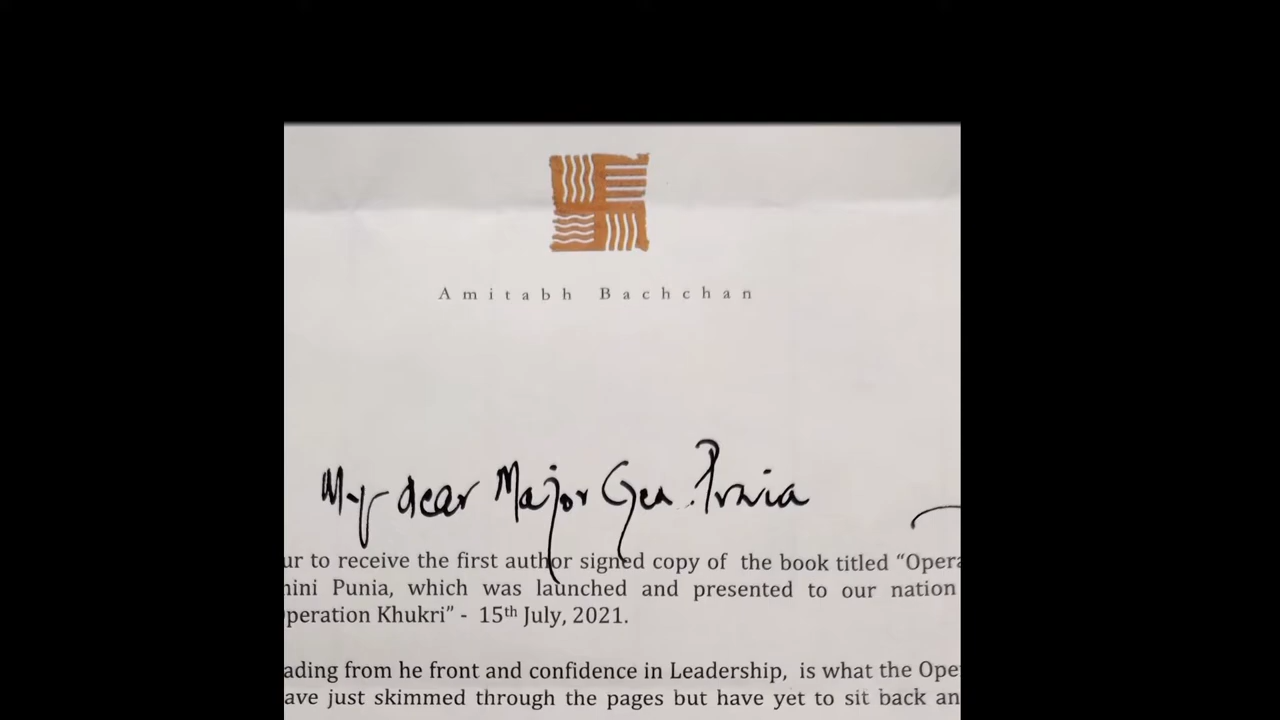 Amitabh Bachchan
My dear Major Gen. Punia
ur to receive the first author signed copy of the book titled “Opera
nini Punia, which was launched and presented to our nation
peration Khukri” - 15th July, 2021.
ading from he front and confidence in Leadership, is what the Ope
ave just skimmed through the pages but have yet to sit back an